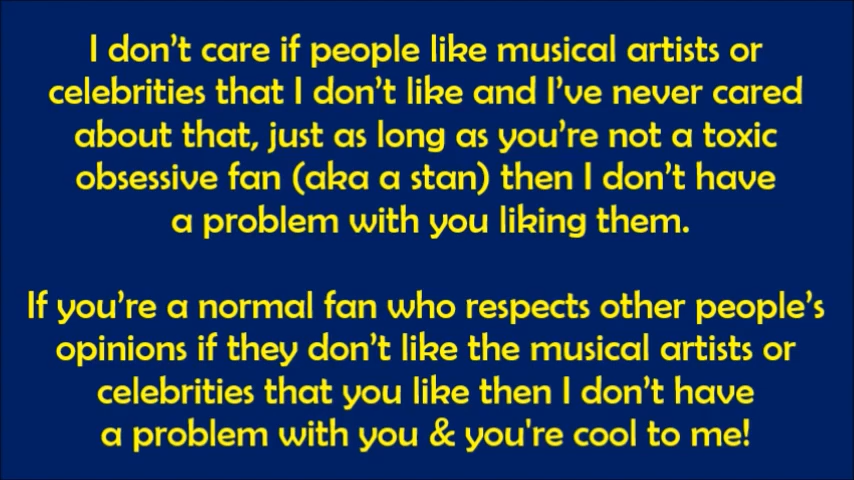 I don’t care if people like musical artists or
celebrities that I don’t like and I’ve never cared
about that, just as long as you’re not a toxic
obsessive fan (aka a stan) then I don’t have
a problem with you liking them.
If you’re a normal fan who respects other people’s
opinions if they don’t like the musical artists or
celebrities that you like then I don’t have
a problem with you & you're cool to me!